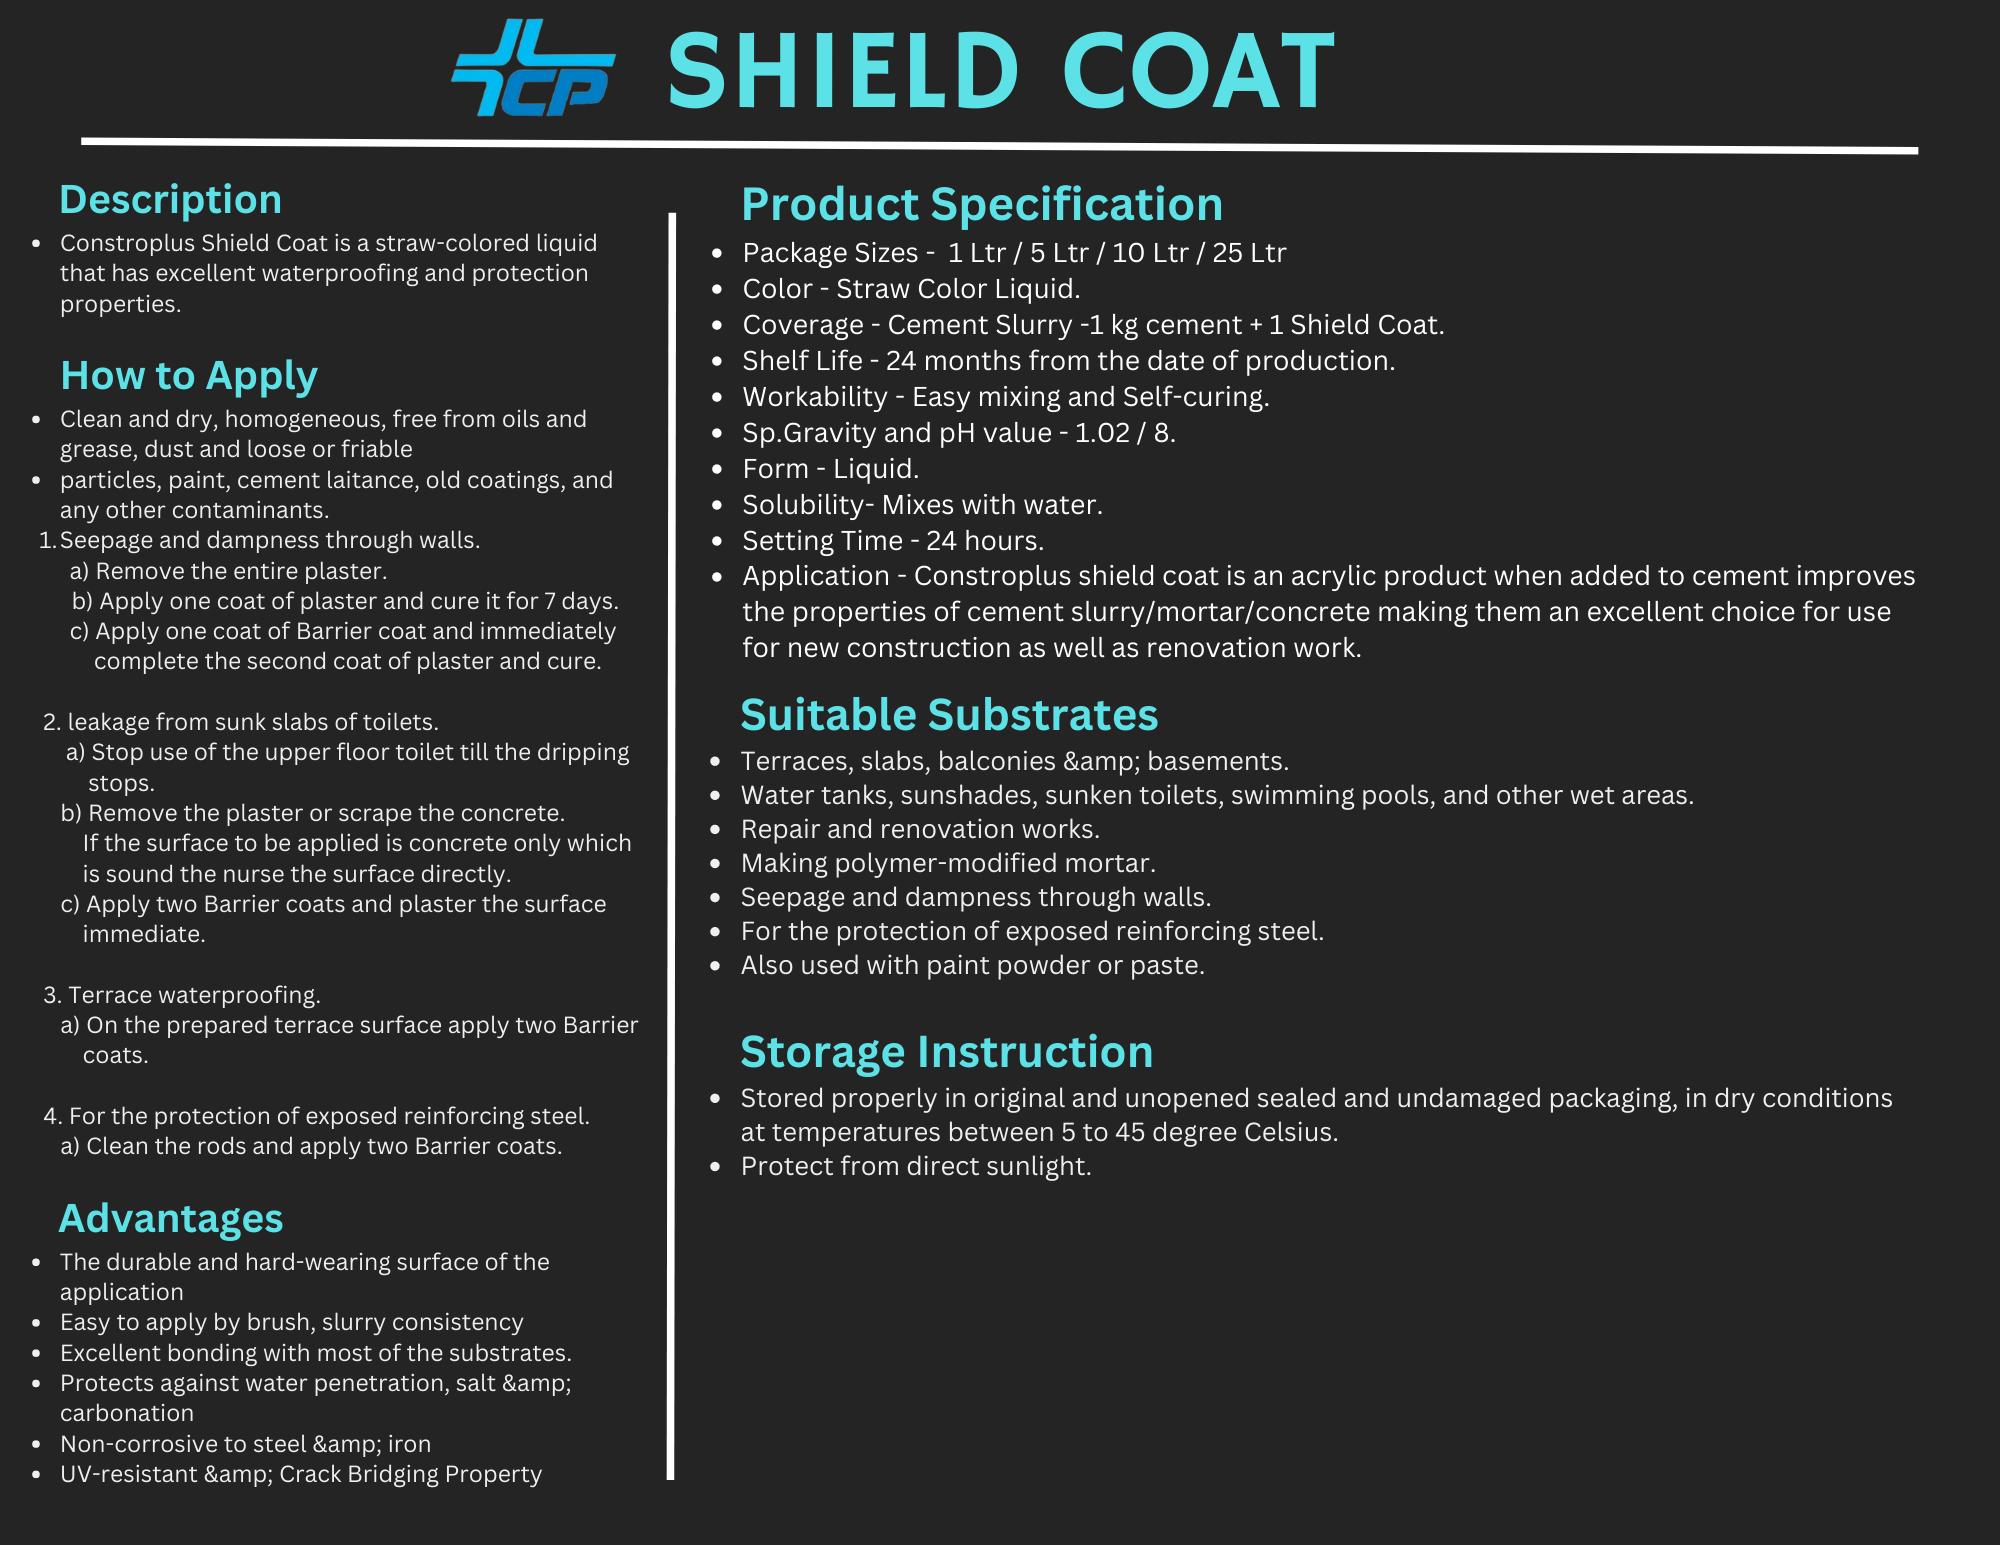 CP SHIELD COAT
Description
• Constroplus Shield Coat is a straw-colored liquid
that has excellent waterproofing and protection
properties.
How to Apply
• Clean and dry, homogeneous, free from oils and
grease, dust and loose or friable
• particles, paint, cement laitance, old coatings, and
any other contaminants.
1. Seepage and dampness through walls.
a) Remove the entire plaster.
b) Apply one coat of plaster and cure it for 7 days.
c) Apply one coat of Barrier coat and immediately
complete the second coat of plaster and cure.
2. leakage from sunk slabs of toilets.
a) Stop use of the upper floor toilet till the dripping
stops.
b) Remove the plaster or scrape the concrete.
If the surface to be applied is concrete only which
is sound the nurse the surface directly.
c) Apply two Barrier coats and plaster the surface
immediate.
3. Terrace waterproofing.
a) On the prepared terrace surface apply two Barrier
coats.
4. For the protection of exposed reinforcing steel.
a) Clean the rods and apply two Barrier coats.
Advantages
• The durable and hard-wearing surface of the
application
• Easy to apply by brush, slurry consistency
• Excellent bonding with most of the substrates.
• Protects against water penetration, salt &amp;
carbonation
• Non-corrosive to steel &amp; iron
• UV-resistant &amp; Crack Bridging Property
Product Specification
• Package Sizes - 1 Ltr / 5 Ltr / 10 Ltr / 25 Ltr
• Color - Straw Color Liquid.
• Coverage - Cement Slurry -1 kg cement + 1 Shield Coat.
• Shelf Life - 24 months from the date of production.
• Workability - Easy mixing and Self-curing.
• Sp.Gravity and pH value - 1.02 / 8.
• Form - Liquid.
• Solubility- Mixes with water.
• Setting Time - 24 hours.
• Application - Constroplus shield coat is an acrylic product when added to cement improves
the properties of cement slurry/mortar/concrete making them an excellent choice for use
for new construction as well as renovation work.
Suitable Substrates
• Terraces, slabs, balconies &amp; basements.
• Water tanks, sunshades, sunken toilets, swimming pools, and other wet areas.
• Repair and renovation works.
• Making polymer-modified mortar.
• Seepage and dampness through walls.
• For the protection of exposed reinforcing steel.
• Also used with paint powder or paste.
Storage Instruction
• Stored properly in original and unopened sealed and undamaged packaging, in dry conditions
at temperatures between 5 to 45 degree Celsius.
• Protect from direct sunlight.